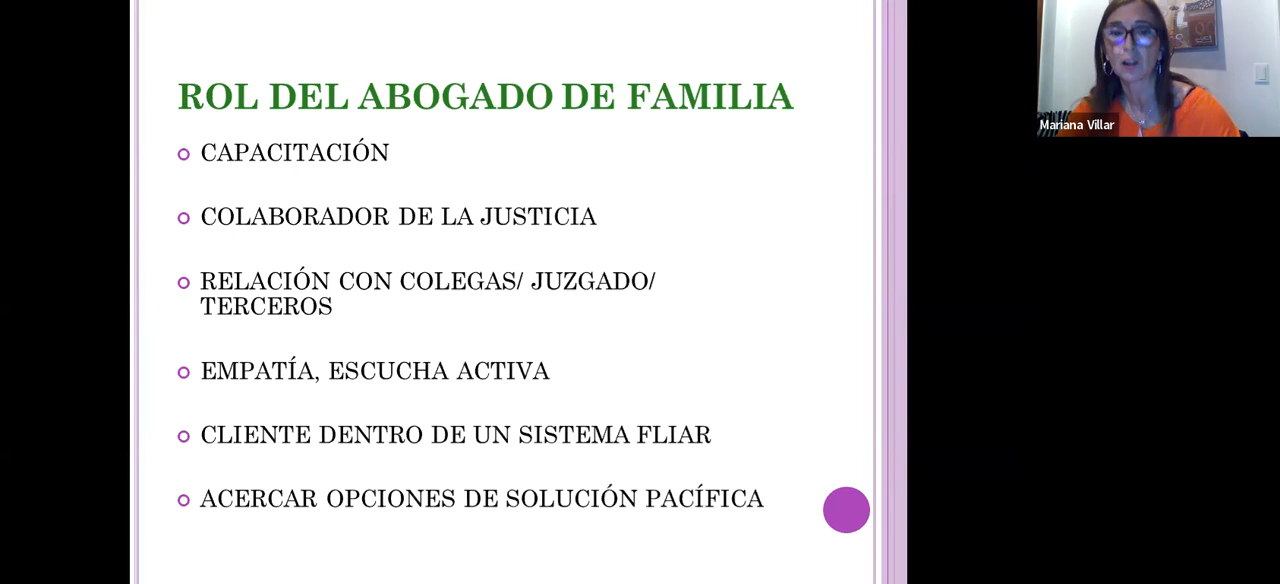 ROL DEL ABOGADO DE FAMILIA
CAPACITACIÓN
COLABORADOR DE LA JUSTICIA
RELACIÓN CON COLEGAS/ JUZGADO/
TERCEROS
EMPATÍA, ESCUCHA ACTIVA
CLIENTE DENTRO DE UN SISTEMA FLIAR
ACERCAR OPCIONES DE SOLUCIÓN PACÍFICA
Mariana Villar